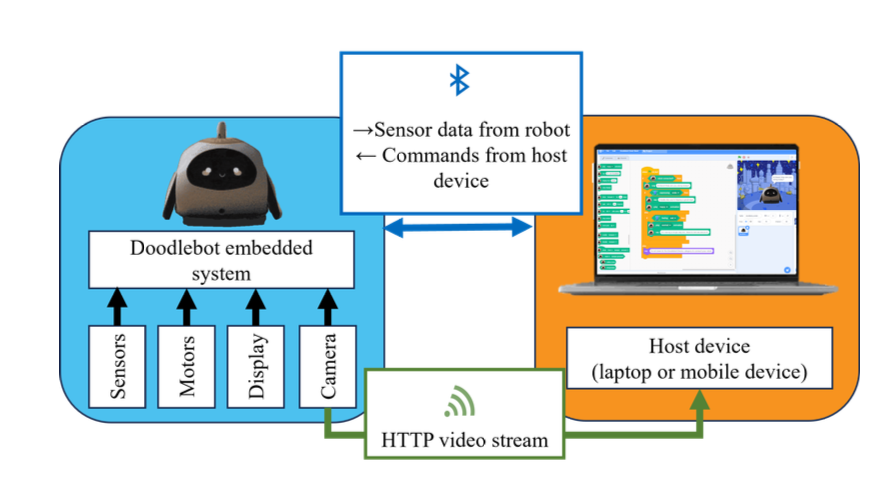 →Sensor data from robot
← Commands from host
device
Doodlebot embedded
system
Sensors
Motors
Display
Camera
Host device
(laptop or mobile device)
HTTP video stream